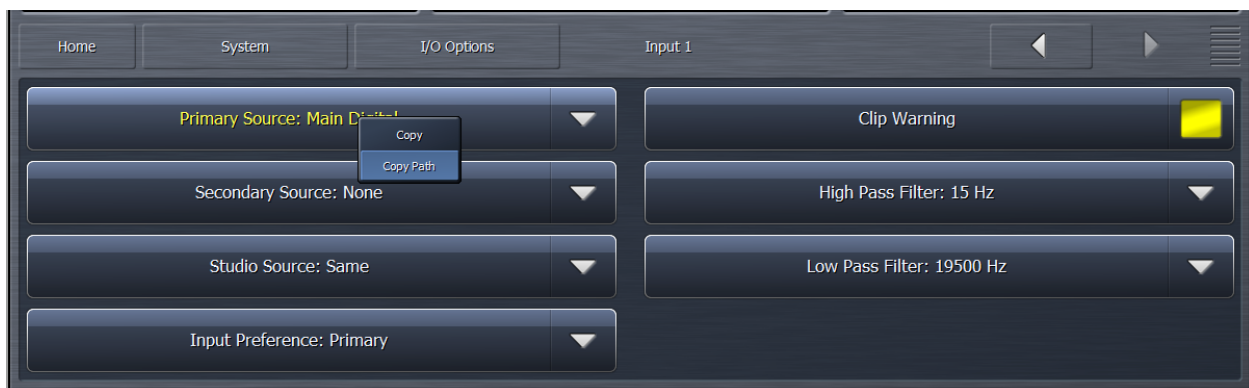 Home
System
I/O Options
Input 1
Primary Source: Main Digital
Copy
Copy Path
Secondary Source: None
Studio Source: Same
Input Preference: Primary
Clip Warning
High Pass Filter: 15 Hz
Low Pass Filter: 19500 Hz